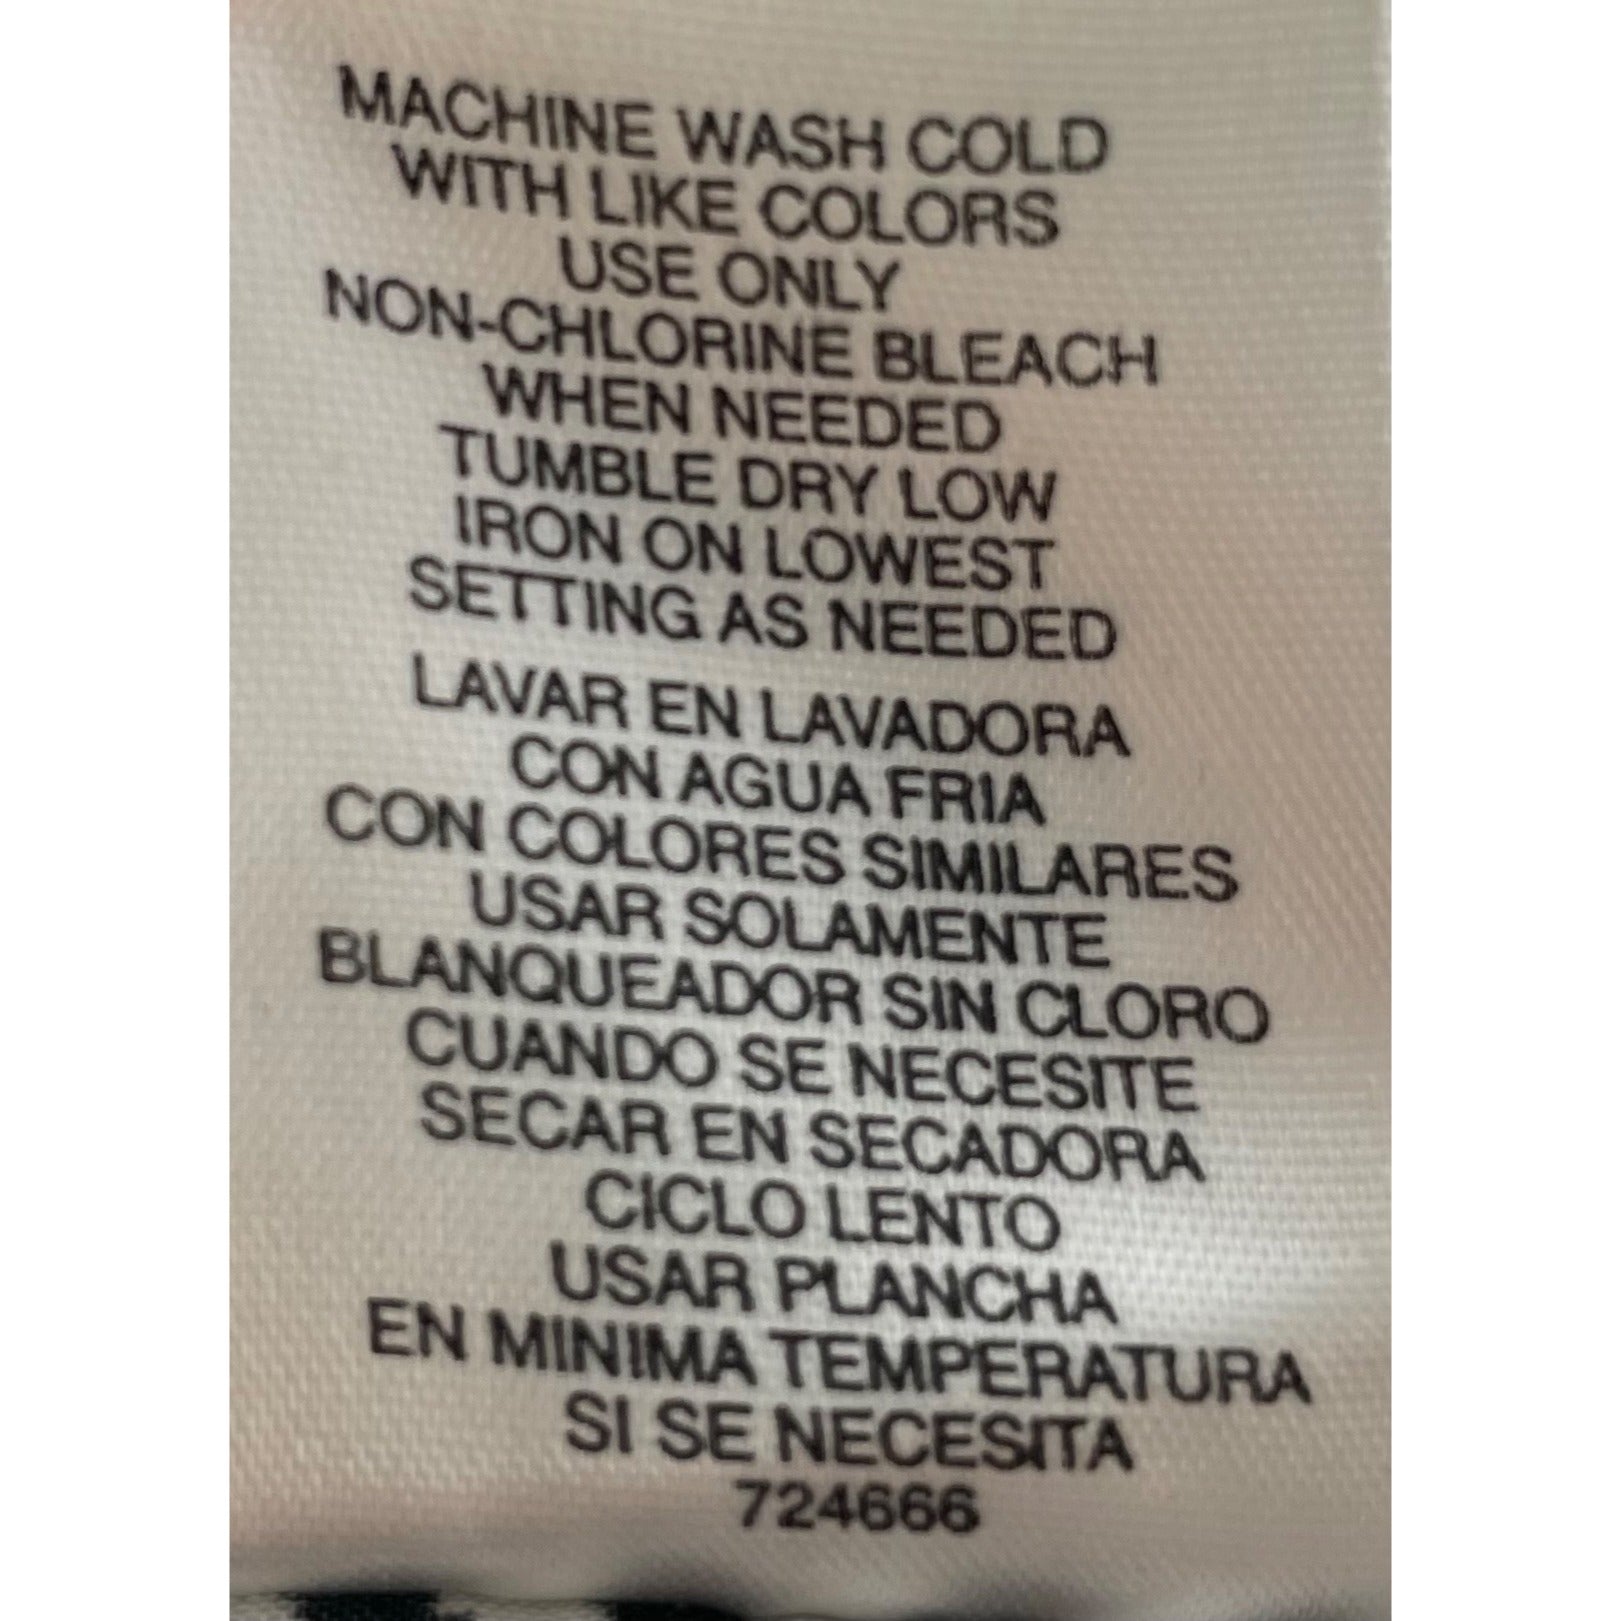 MACHINE WASH COLD
WITH LIKE COLORS
USE ONLY
NON-CHLORINE BLEACH
WHEN NEEDED
TUMBLE DRY LOW
IRON ON LOWEST
SETTING AS NEEDED
LAVAR EN LAVADORA
CON AGUA FRIA
CON COLORES SIMILARES
USAR SOLAMENTE
BLANQUEADOR SIN CLORO
CUANDO SE NECESITE
SECAR EN SECADORA
CICLO LENTO
USAR PLANCHA
EN MINIMA TEMPERATURA
SI SE NECESITA
724666